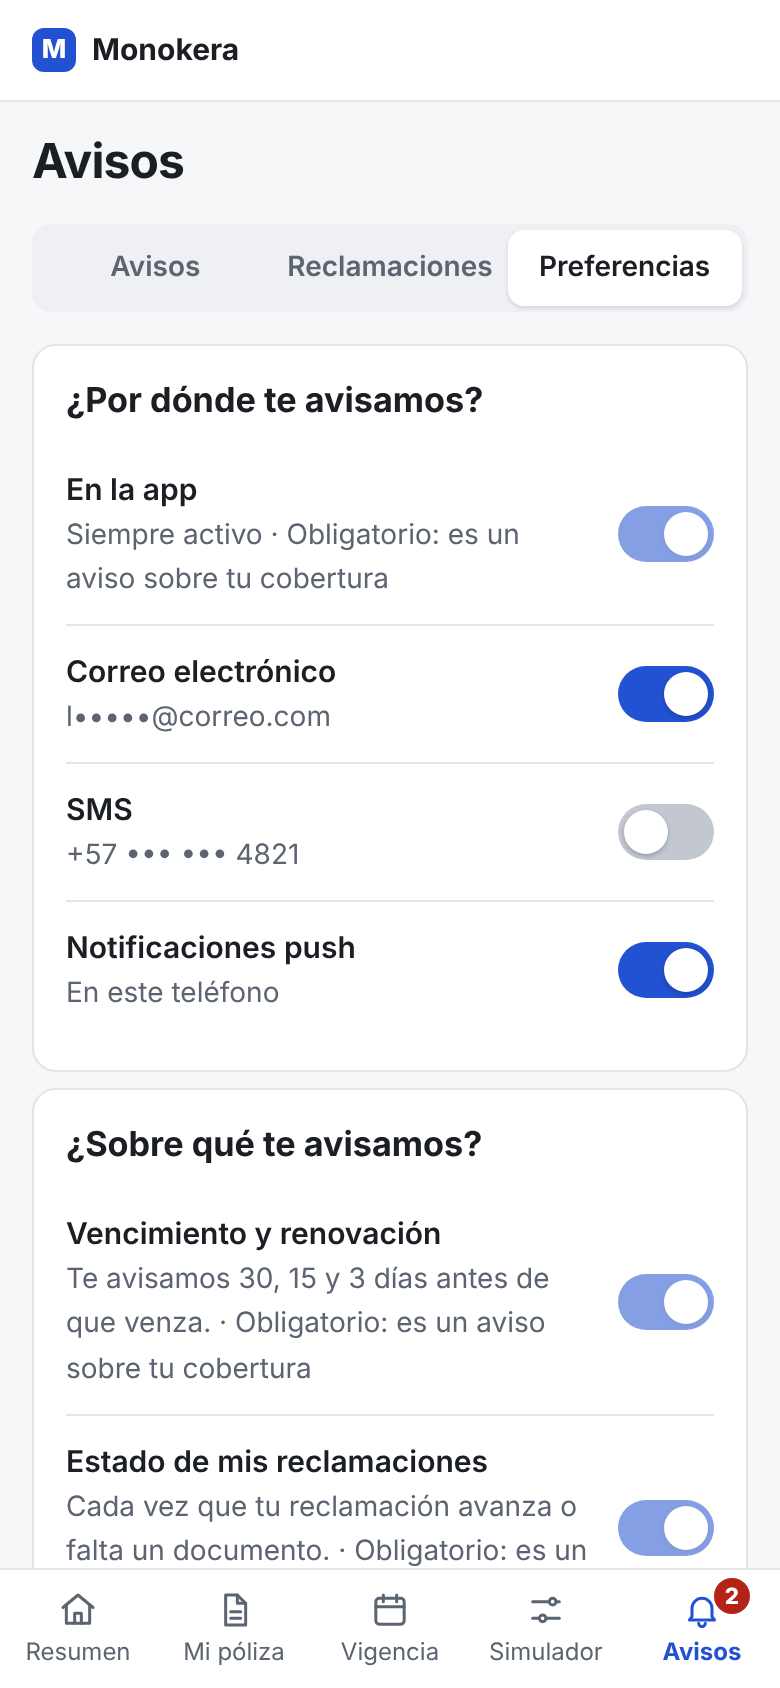 M Monokera
Avisos
Avisos Reclamaciones Preferencias
¿Por dónde te avisamos?
En la app
Siempre activo · Obligatorio: es un
aviso sobre tu cobertura
Correo electrónico
l•••••@correo.com
SMS
+57 ••• ••• 4821
Notificaciones push
En este teléfono
¿Sobre qué te avisamos?
Vencimiento y renovación
Te avisamos 30, 15 y 3 días antes de
que venza. · Obligatorio: es un aviso
sobre tu cobertura
Estado de mis reclamaciones
Cada vez que tu reclamación avanza o
falta un documento. · Obligatorio: es un
2
Resumen Mi póliza Vigencia Simulador Avisos